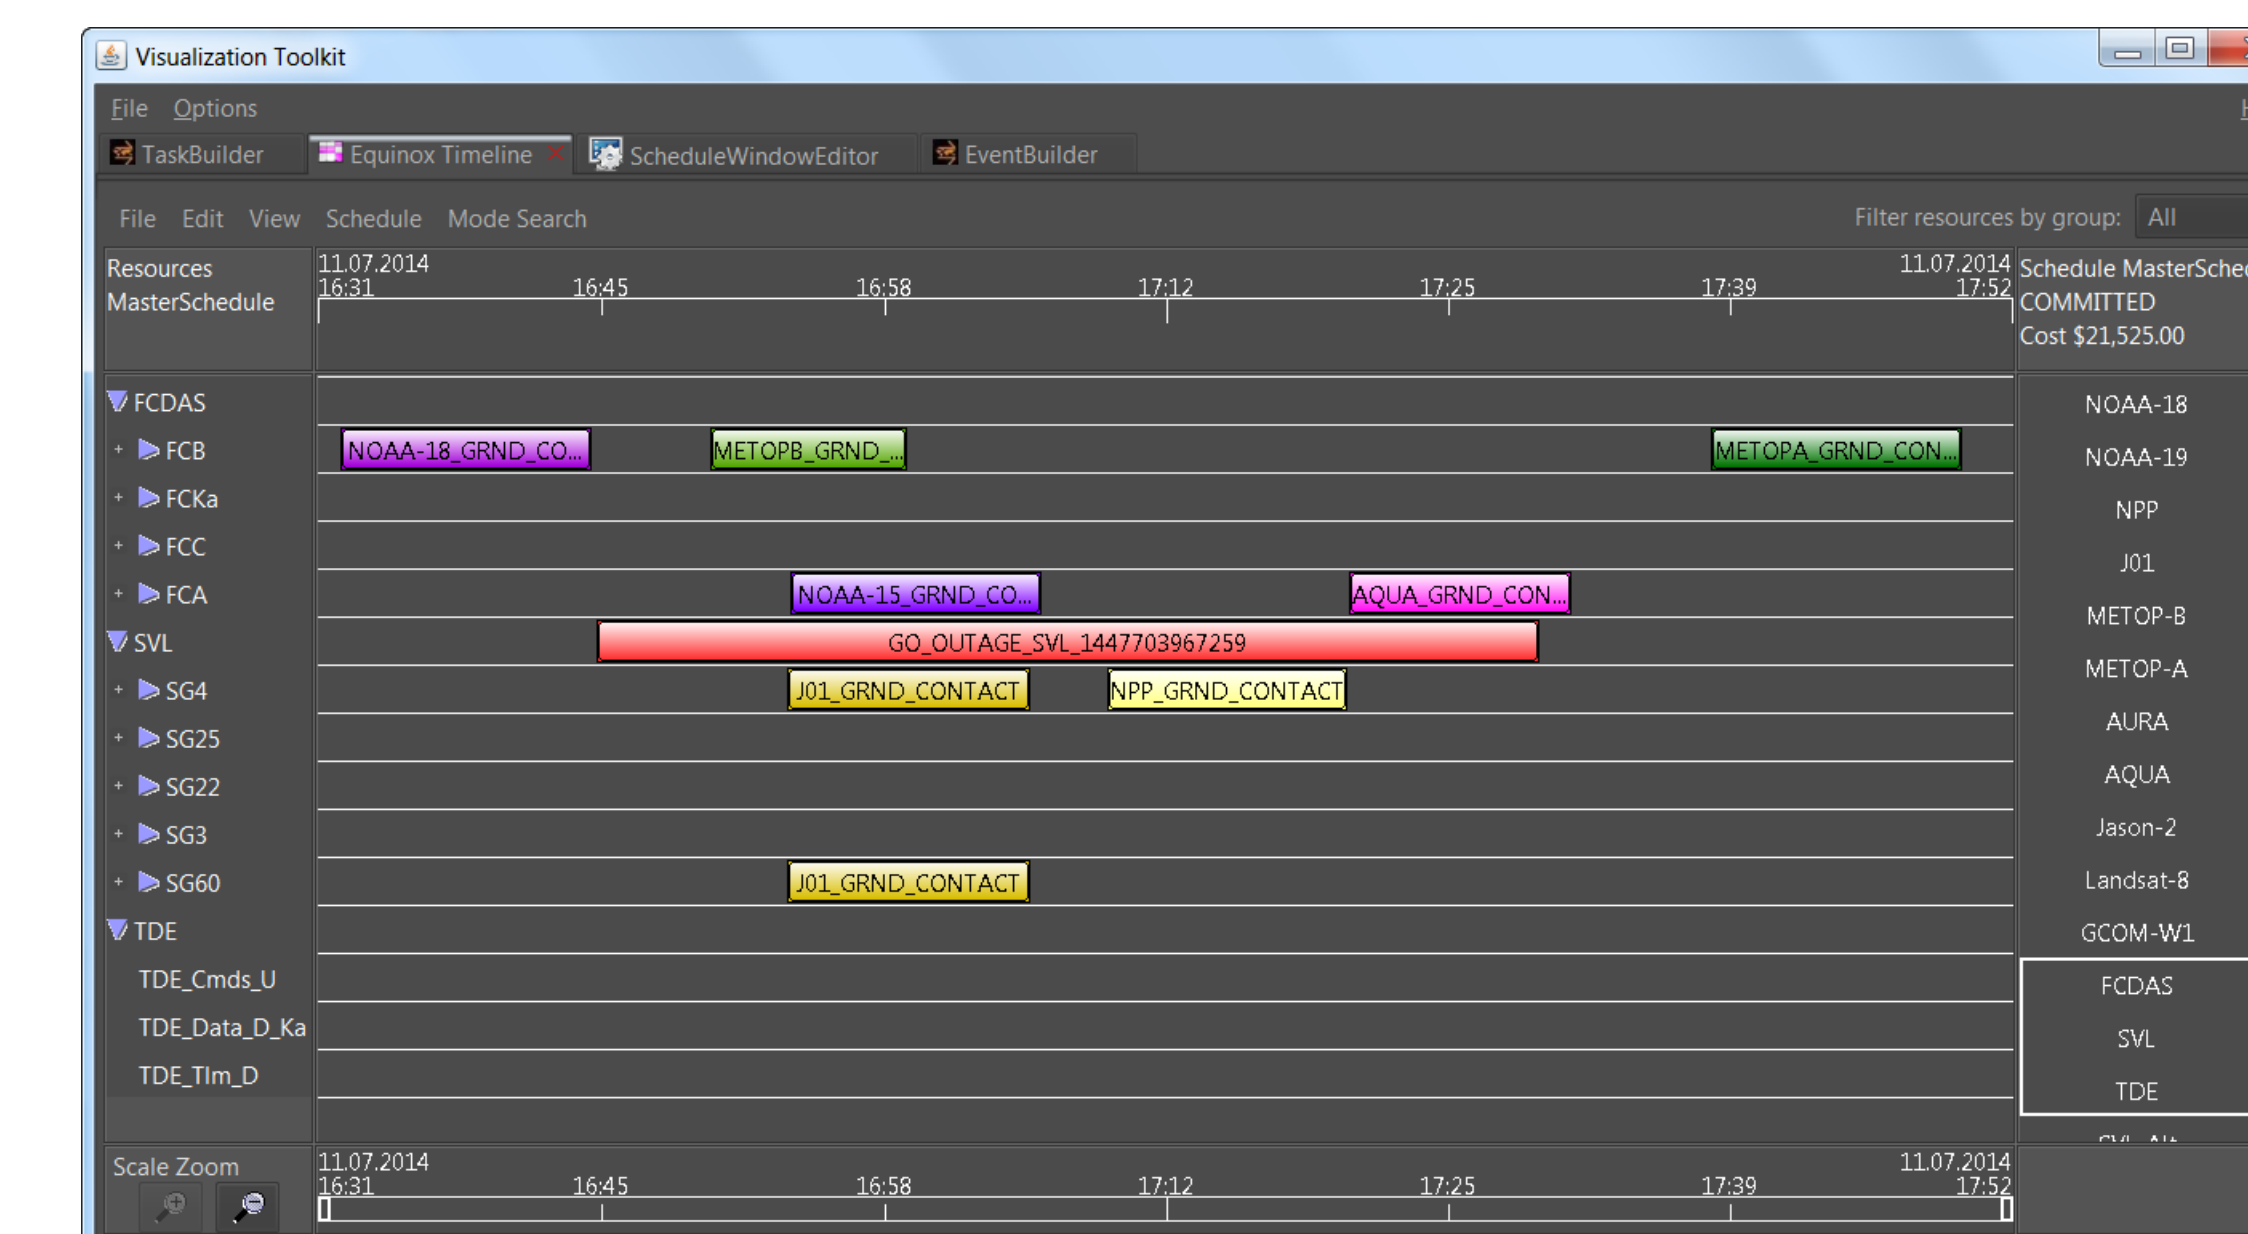 Visualization Toolkit
File Options
TaskBuilder Equinox Timeline ScheduleWindowEditor EventBuilder
File Edit View Schedule Mode Search Filter resources by group: All
Resources
MasterSchedule
11.07.2014 11.07.2014
16:31 16:45 16:58 17:12 17:25 17:39 17:52
Schedule MasterSche
COMMITTED
Cost $21,525.00
FCDAS
FCB NOAA-18_GRND_CO... METOPB_GRND_... METOPA_GRND_CON...
FCKa
FCC
FCA NOAA-15_GRND_CO... AQUA_GRND_CON...
SVL GO_OUTAGE_SVL_1447703967259
SG4 J01_GRND_CONTACT NPP_GRND_CONTACT
SG25
SG22
SG3
SG60 J01_GRND_CONTACT
TDE
TDE_Cmds_U
TDE_Data_D_Ka
TDE_Tlm_D
NOAA-18
NOAA-19
NPP
J01
METOP-B
METOP-A
AURA
AQUA
Jason-2
Landsat-8
GCOM-W1
FCDAS
SVL
TDE
Scale Zoom
11.07.2014 11.07.2014
16:31 16:45 16:58 17:12 17:25 17:39 17:52